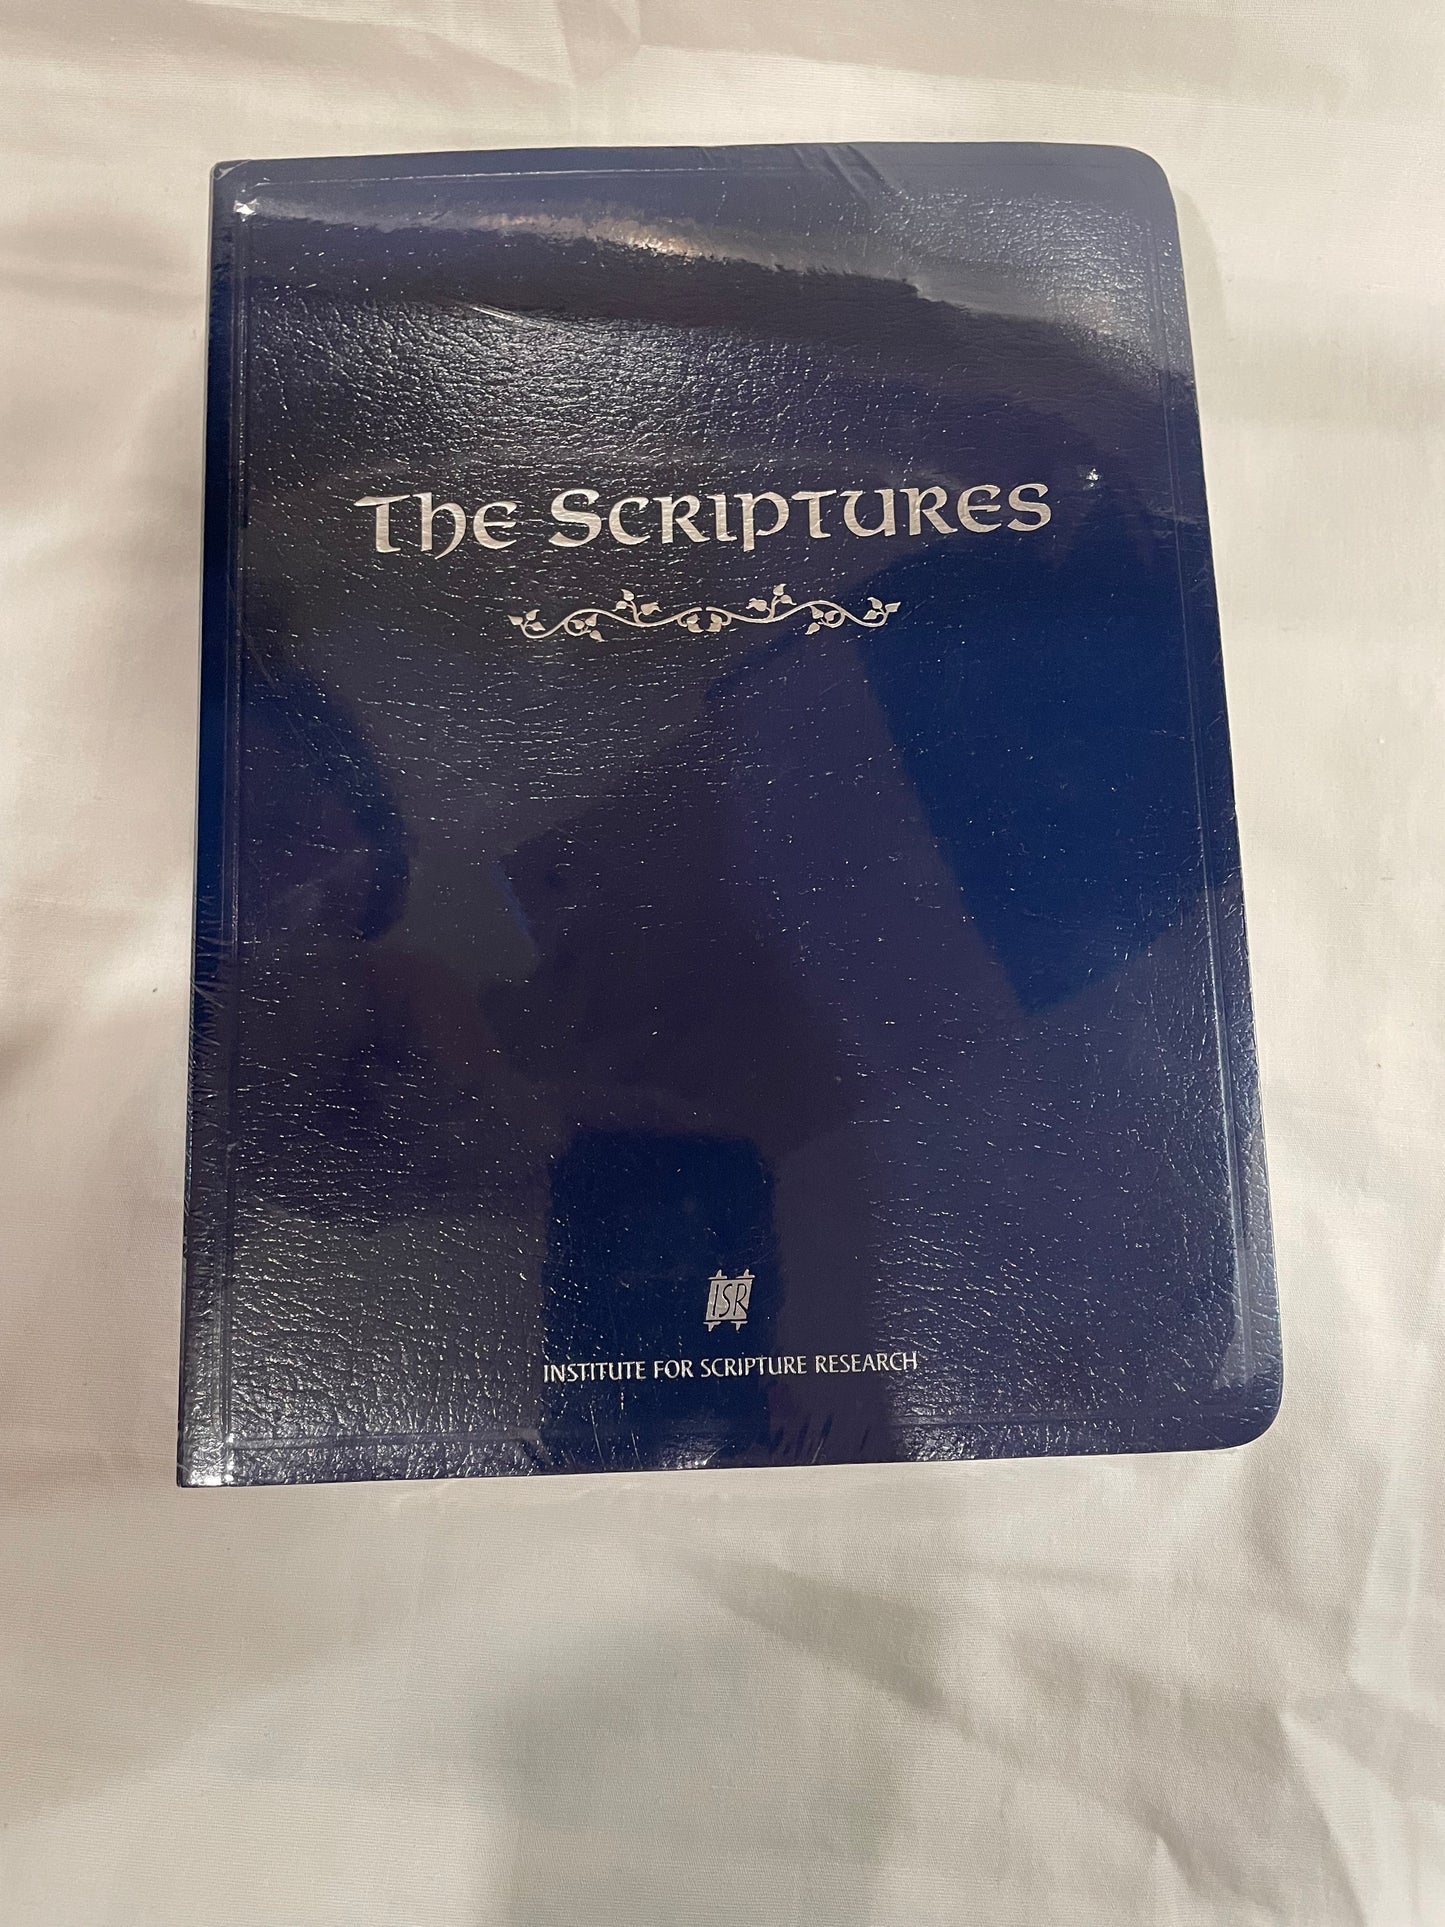 The Scriptures
ISR
INSTITUTE FOR SCRIPTURE RESEARCH